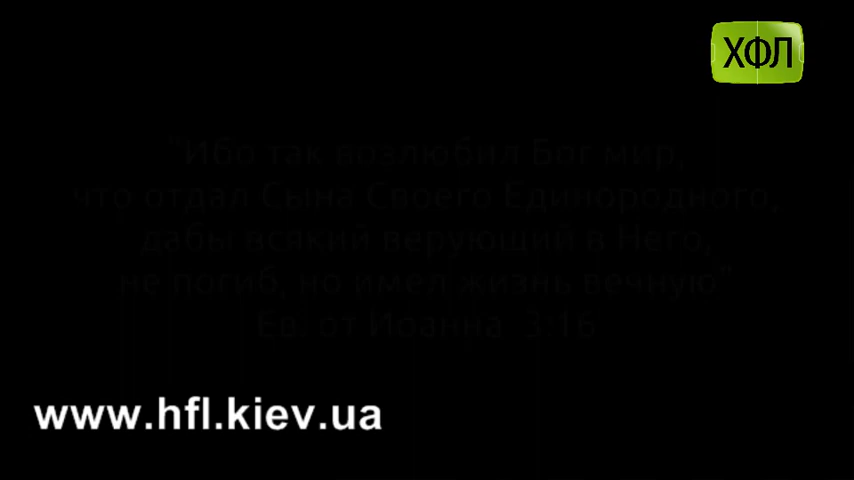 ХФЛ
"Ибо так возлюбил Бог мир,
что отдал Сына Своего Единородного,
дабы всякий верующий в Него,
не погиб, но имел жизнь вечную"
Ев. от Иоанна 3:16
www.hfl.kiev.ua